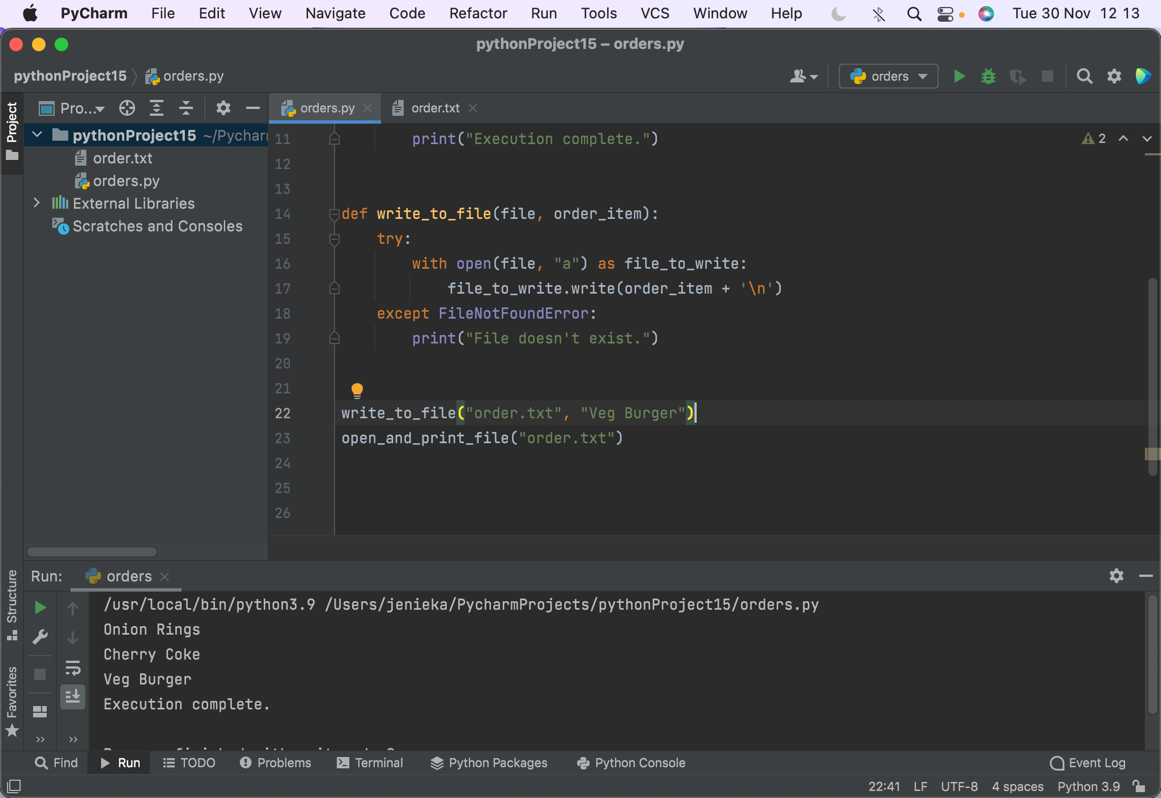 PyCharm File Edit View Navigate Code Refactor Run Tools VCS Window Help Tue 30 Nov 12 13
pythonProject15 – orders.py
pythonProject15 orders.py orders
Project
Pro... orders.py order.txt
pythonProject15 ~/Pychar
order.txt
orders.py
External Libraries
Scratches and Consoles
2
11 print("Execution complete.")
12
13
14 def write_to_file(file, order_item):
15 try:
16 with open(file, "a") as file_to_write:
17 file_to_write.write(order_item + '\n')
18 except FileNotFoundError:
19 print("File doesn't exist.")
20
21
22 write_to_file("order.txt", "Veg Burger")
23 open_and_print_file("order.txt")
24
25
26
Run: orders
Structure
Favorites
/usr/local/bin/python3.9 /Users/jenieka/PycharmProjects/pythonProject15/orders.py
Onion Rings
Cherry Coke
Veg Burger
Execution complete.
Find Run TODO Problems Terminal Python Packages Python Console Event Log
22:41 LF UTF-8 4 spaces Python 3.9